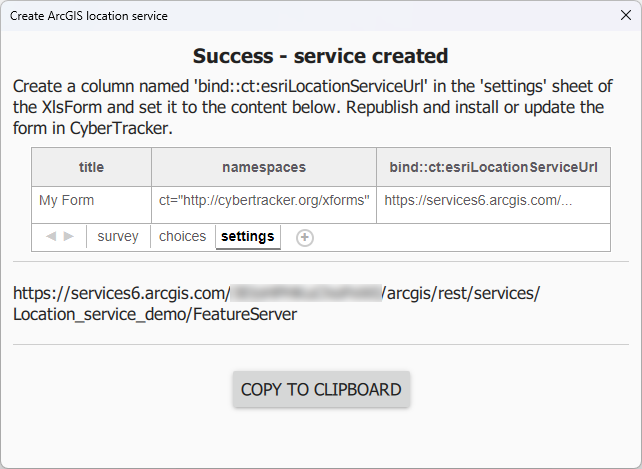 Create ArcGIS location service
Success - service created
Create a column named 'bind::ct:esriLocationServiceUrl' in the 'settings' sheet of
the XlsForm and set it to the content below. Republish and install or update the
form in CyberTracker.
title namespaces bind::ct:esriLocationServiceUrl
My Form ct="http://cybertracker.org/xforms" https://services6.arcgis.com/...
survey choices settings
https://services6.arcgis.com/ /arcgis/rest/services/
Location_service_demo/FeatureServer
COPY TO CLIPBOARD